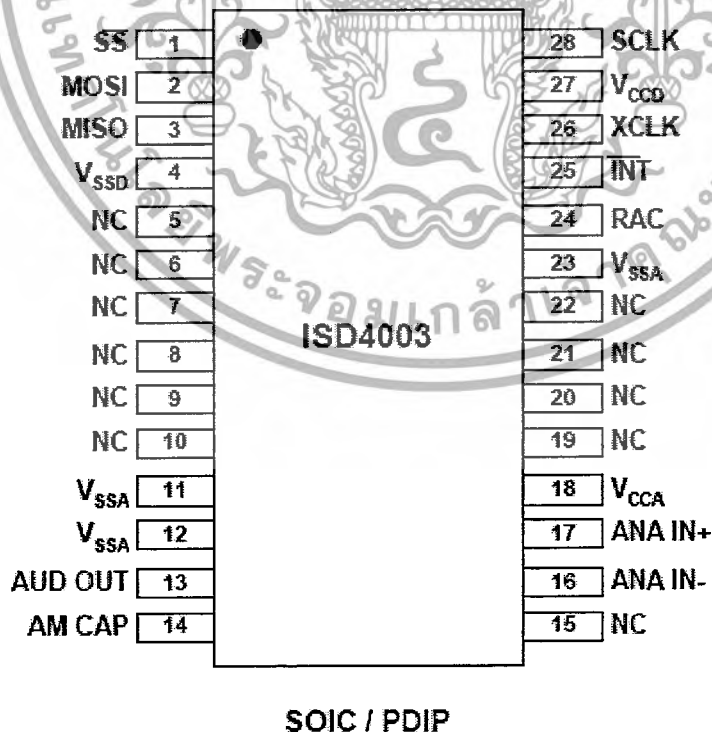 SS 1 28 SCLK
MOSI 2 27 VCCD
MISO 3 26 XCLK
VSSD 4 25 INT
NC 5 24 RAC
NC 6 23 VSSA
NC 7 22 NC
ISD4003
NC 8 21 NC
NC 9 20 NC
NC 10 19 NC
VSSA 11 18 VCCA
VSSA 12 17 ANA IN+
AUD OUT 13 16 ANA IN-
AM CAP 14 15 NC
SOIC / PDIP